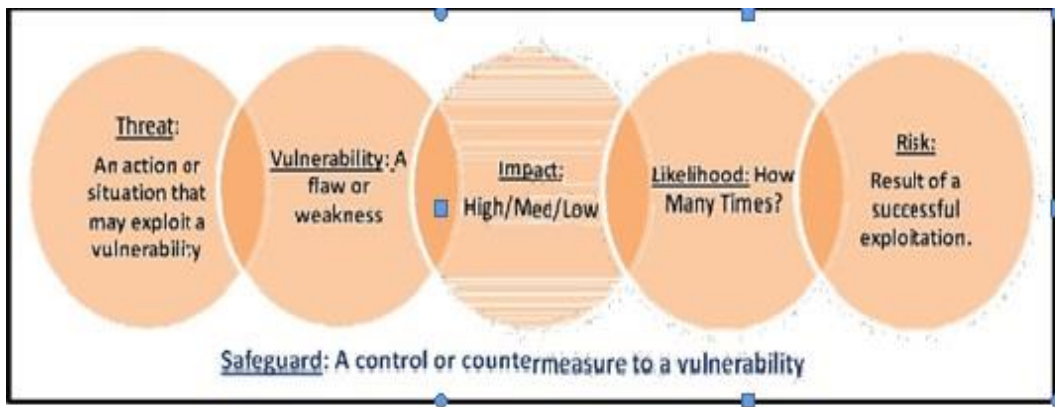 Threat:
An action or
situation that
may exploit a
vulnerability
Vulnerability: A
flaw or
weakness
Impact:
High/Med/Low
Likelihood: How
Many Times?
Risk:
Result of a
successful
exploitation.
Safeguard: A control or countermeasure to a vulnerability